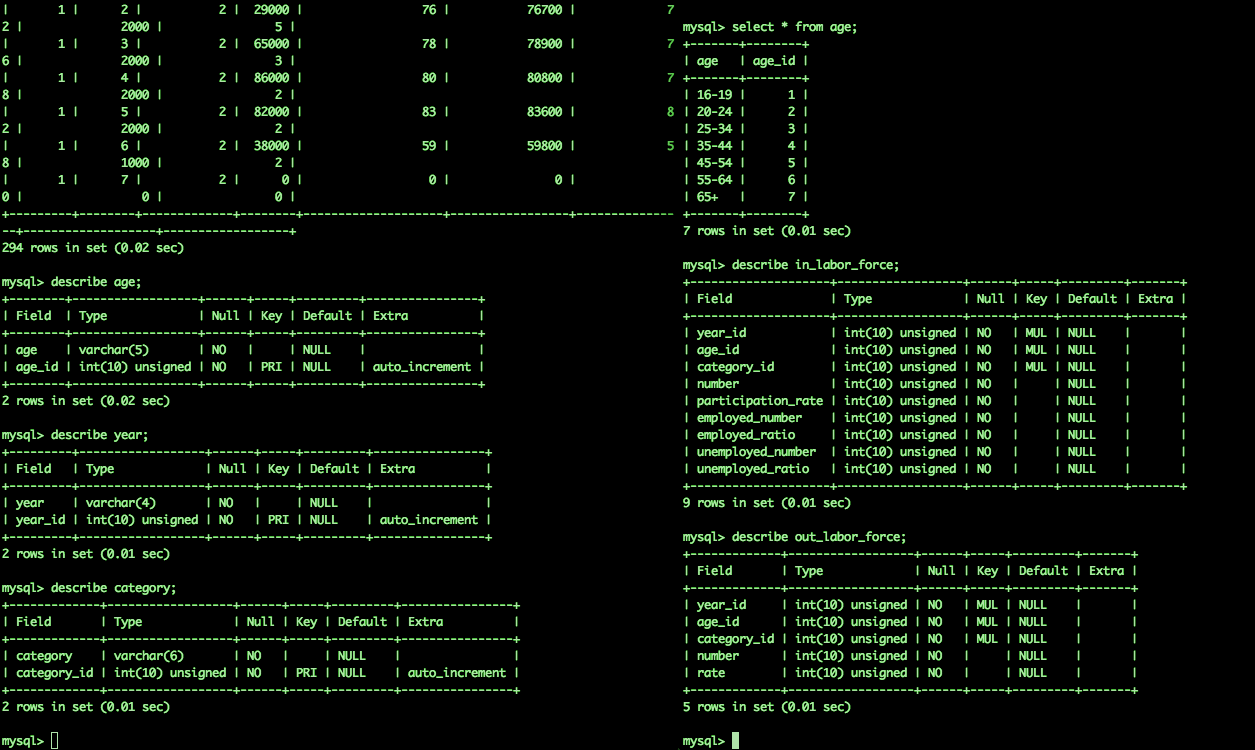 |      1 |      2 |            2 |  29000 |                  76 |            76700 |             7
2 |              2000 |                5 |
|      1 |      3 |            2 |  65000 |                  78 |            78900 |             7
6 |              2000 |                3 |
|      1 |      4 |            2 |  86000 |                  80 |            80800 |             7
8 |              2000 |                2 |
|      1 |      5 |            2 |  82000 |                  83 |            83600 |             8
2 |              2000 |                2 |
|      1 |      6 |            2 |  38000 |                  59 |            59800 |             5
8 |              1000 |                2 |
|      1 |      7 |            2 |      0 |                   0 |                0 |
0 |                 0 |                0 |
294 rows in set (0.02 sec)
mysql> describe age;
| Field  | Type             | Null | Key | Default | Extra          |
| age    | varchar(5)       | NO   |     | NULL    |                |
| age_id | int(10) unsigned | NO   | PRI | NULL    | auto_increment |
2 rows in set (0.02 sec)
mysql> describe year;
| Field   | Type             | Null | Key | Default | Extra          |
| year    | varchar(4)       | NO   |     | NULL    |                |
| year_id | int(10) unsigned | NO   | PRI | NULL    | auto_increment |
2 rows in set (0.01 sec)
mysql> describe category;
| Field       | Type             | Null | Key | Default | Extra          |
| category    | varchar(6)       | NO   |     | NULL    |                |
| category_id | int(10) unsigned | NO   | PRI | NULL    | auto_increment |
2 rows in set (0.01 sec)
mysql>
mysql> select * from age;
| age   | age_id |
| 16-19 |      1 |
| 20-24 |      2 |
| 25-34 |      3 |
| 35-44 |      4 |
| 45-54 |      5 |
| 55-64 |      6 |
| 65+   |      7 |
7 rows in set (0.01 sec)
mysql> describe in_labor_force;
| Field              | Type             | Null | Key | Default | Extra |
| year_id            | int(10) unsigned | NO   | MUL | NULL    |       |
| age_id             | int(10) unsigned | NO   | MUL | NULL    |       |
| category_id        | int(10) unsigned | NO   | MUL | NULL    |       |
| number             | int(10) unsigned | NO   |     | NULL    |       |
| participation_rate | int(10) unsigned | NO   |     | NULL    |       |
| employed_number    | int(10) unsigned | NO   |     | NULL    |       |
| employed_ratio     | int(10) unsigned | NO   |     | NULL    |       |
| unemployed_number  | int(10) unsigned | NO   |     | NULL    |       |
| unemployed_ratio   | int(10) unsigned | NO   |     | NULL    |       |
9 rows in set (0.01 sec)
mysql> describe out_labor_force;
| Field       | Type             | Null | Key | Default | Extra |
| year_id     | int(10) unsigned | NO   | MUL | NULL    |       |
| age_id      | int(10) unsigned | NO   | MUL | NULL    |       |
| category_id | int(10) unsigned | NO   | MUL | NULL    |       |
| number      | int(10) unsigned | NO   |     | NULL    |       |
| rate        | int(10) unsigned | NO   |     | NULL    |       |
5 rows in set (0.01 sec)
mysql>